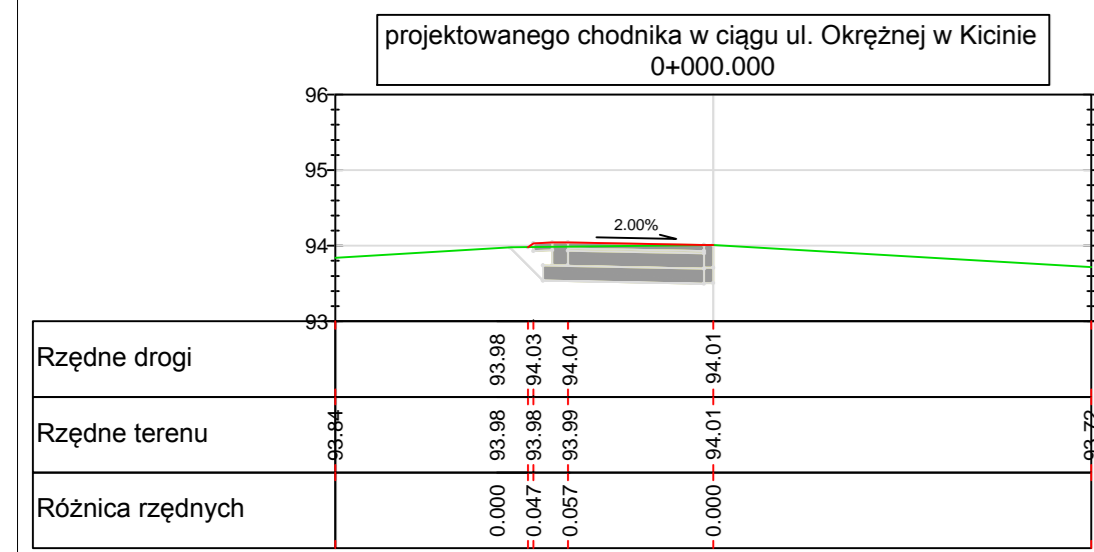 projektowanego chodnika w ciągu ul. Okrężnej w Kicinie
0+000.000
96
95
94
93
2.00%
Rzędne drogi
93.98 94.03 94.04 94.01
Rzędne terenu
93.84 93.98 93.98 93.99 94.01 93.72
Różnica rzędnych
0.000 0.047 0.057 0.000